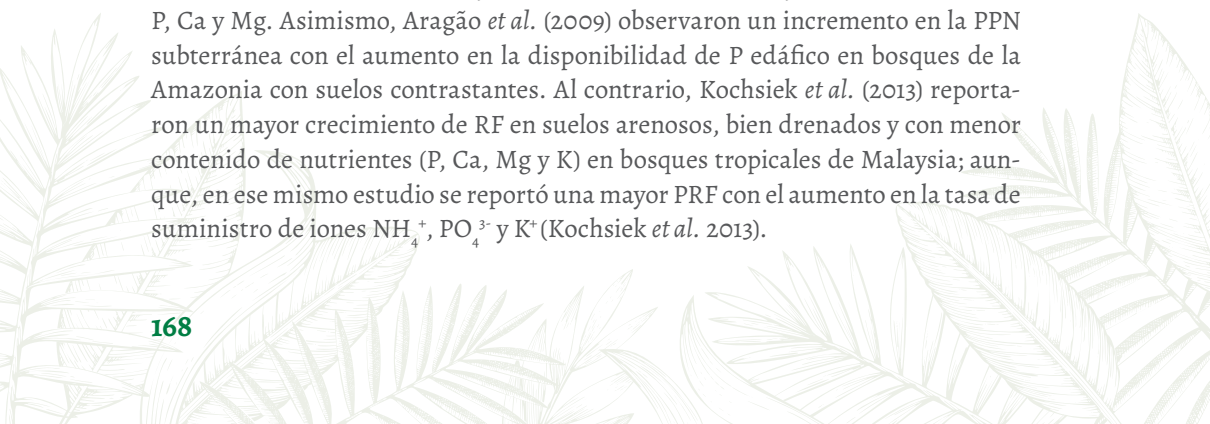 P, Ca y Mg. Asimismo, Aragão et al. (2009) observaron un incremento en la PPN
subterránea con el aumento en la disponibilidad de P edáfico en bosques de la
Amazonia con suelos contrastantes. Al contrario, Kochsiek et al. (2013) reporta-
ron un mayor crecimiento de RF en suelos arenosos, bien drenados y con menor
contenido de nutrientes (P, Ca, Mg y K) en bosques tropicales de Malaysia; aun-
que, en ese mismo estudio se reportó una mayor PRF con el aumento en la tasa de
suministro de iones NH₄⁺, PO₄³⁻ y K⁺ (Kochsiek et al. 2013).
168